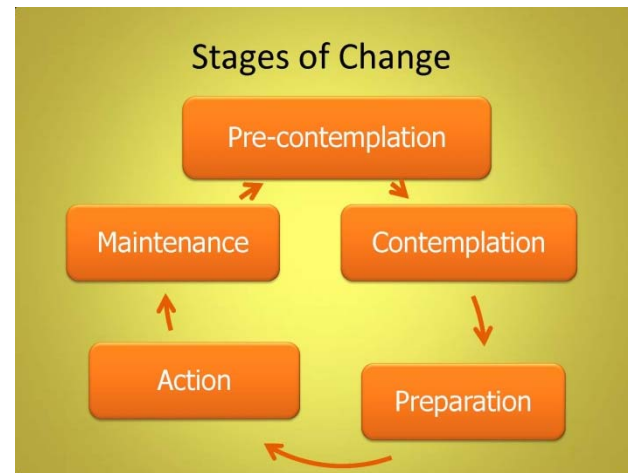 Stages of Change
Pre-contemplation
Maintenance
Contemplation
Action
Preparation